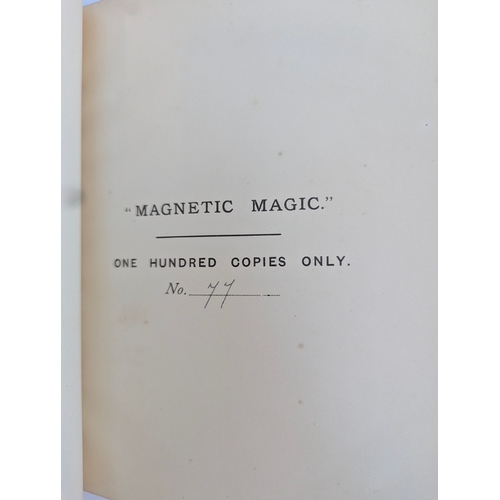 "MAGNETIC MAGIC."
ONE HUNDRED COPIES ONLY.
No. 77